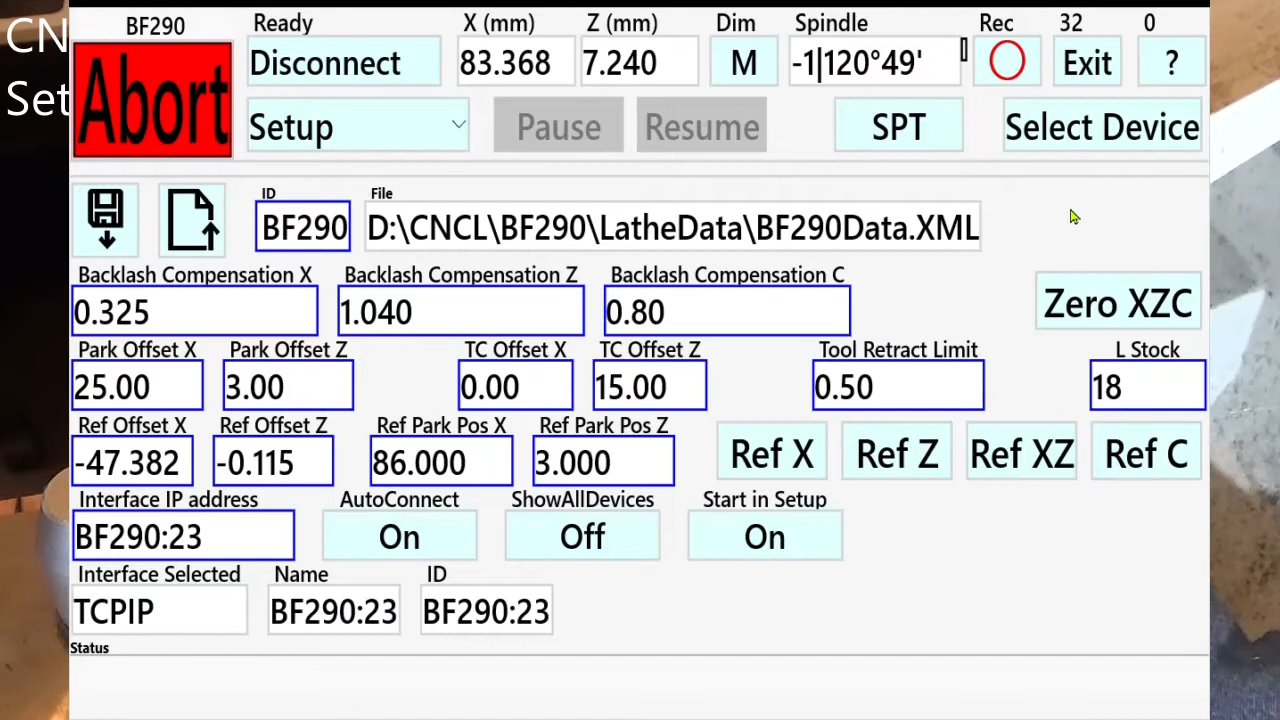 CN
Set
BF290 Ready X (mm) Z (mm) Dim Spindle Rec 32 0
Abort Disconnect 83.368 7.240 M -1|120°49' Exit ?
Setup Pause Resume SPT Select Device
ID File
BF290 D:\CNCL\BF290\LatheData\BF290Data.XML
Backlash Compensation X Backlash Compensation Z Backlash Compensation C
0.325 1.040 0.80 Zero XZC
Park Offset X Park Offset Z TC Offset X TC Offset Z Tool Retract Limit L Stock
25.00 3.00 0.00 15.00 0.50 18
Ref Offset X Ref Offset Z Ref Park Pos X Ref Park Pos Z
-47.382 -0.115 86.000 3.000 Ref X Ref Z Ref XZ Ref C
Interface IP address AutoConnect ShowAllDevices Start in Setup
BF290:23 On Off On
Interface Selected Name ID
TCPIP BF290:23 BF290:23
Status